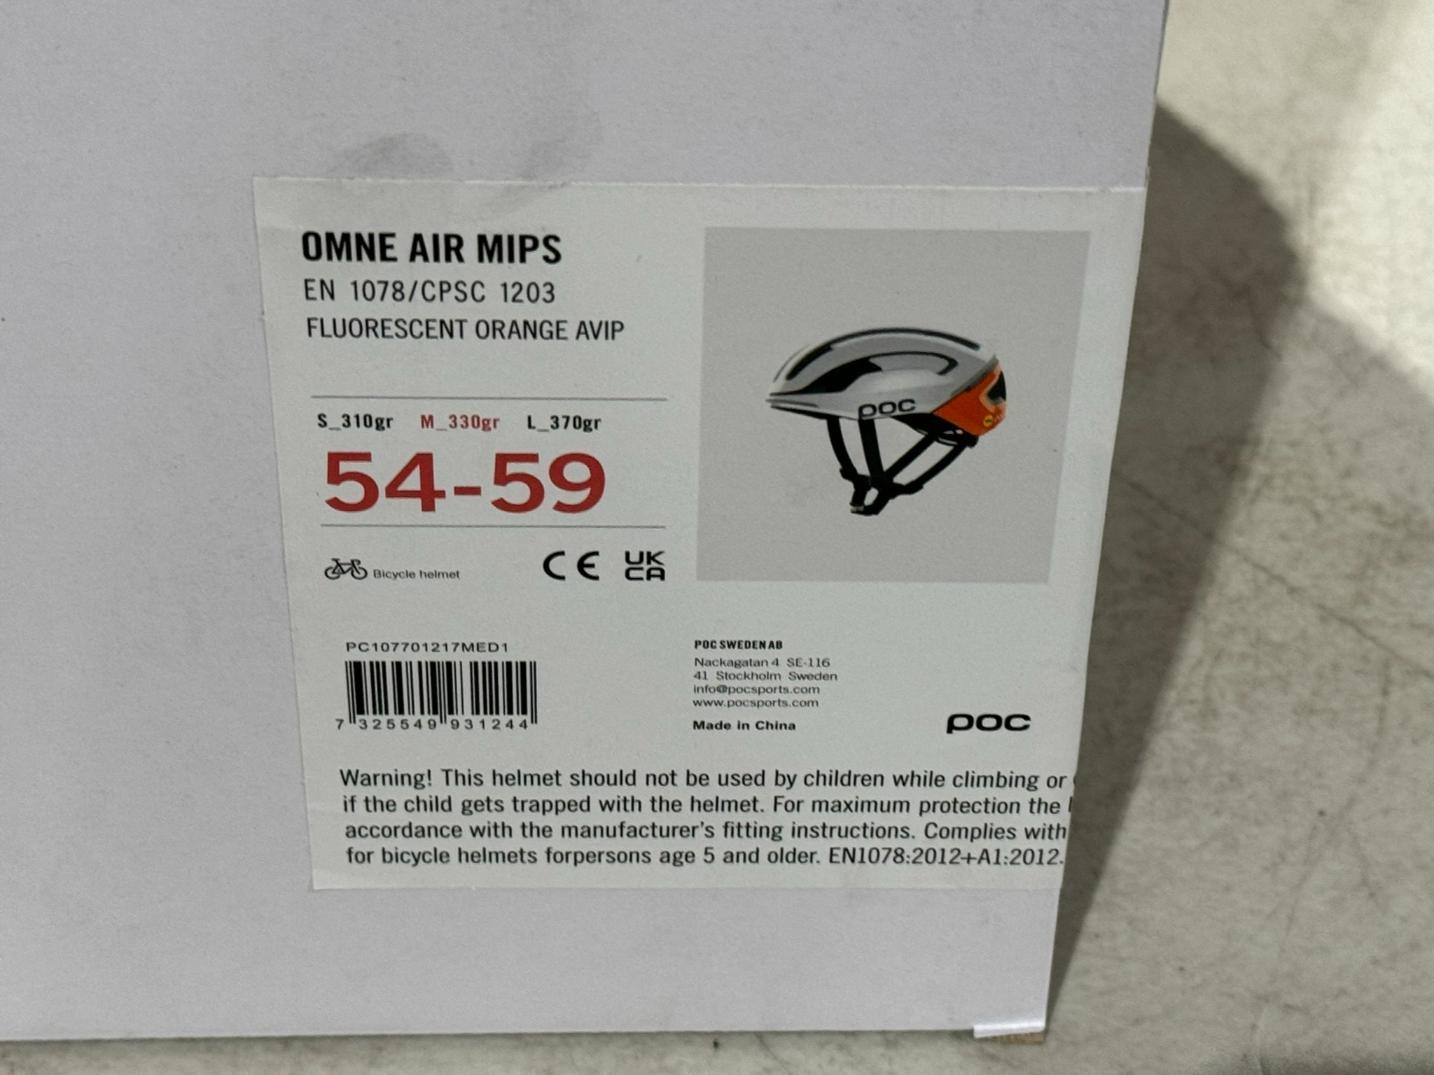 OMNE AIR MIPS
EN 1078/CPSC 1203
FLUORESCENT ORANGE AVIP
S_310gr M_330gr L_370gr
54-59
Bicycle helmet CE UK
CA
poc
PC107701217MED1
7 325549 931244
POC SWEDEN AB
Nackagatan 4 SE-116
41 Stockholm Sweden
info@pocsports.com
www.pocsports.com
Made in China
poc
Warning! This helmet should not be used by children while climbing or
if the child gets trapped with the helmet. For maximum protection the
accordance with the manufacturer's fitting instructions. Complies with
for bicycle helmets forpersons age 5 and older. EN1078:2012+A1:2012.